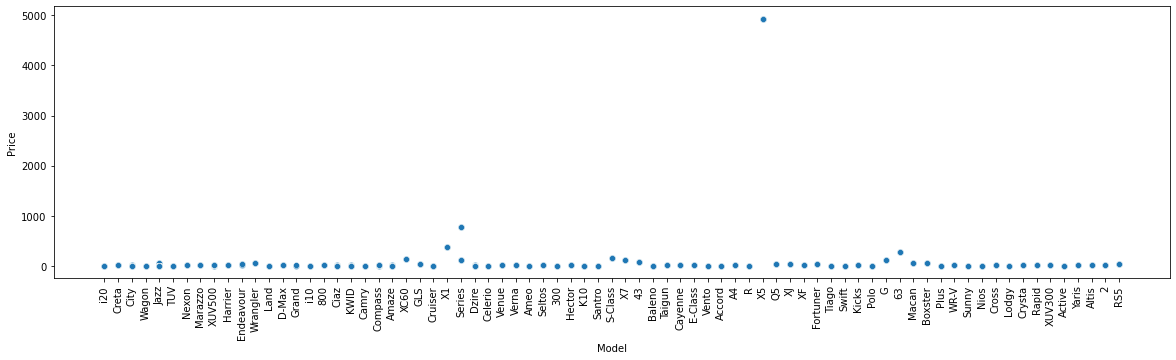 5000
4000
3000
2000
1000
0
Price
i20
Creta
City
Wagon
Jazz
TUV
Nexon
Marazzo
XUV500
Harrier
Endeavour
Wrangler
Land
D-Max
Grand
i10
800
Ciaz
KWID
Camry
Compass
Amaze
XC60
GLS
Cruiser
X1
Series
Dzire
Celerio
Venue
Verna
Ameo
Seltos
300
Hector
K10
Santro
S-Class
X7
43
Baleno
Taigun
Cayenne
E-Class
Vento
Accord
A4
R
X5
Q5
XJ
XF
Fortuner
Tiago
Swift
Kicks
Polo
G
63
Macan
Boxster
Plus
WR-V
Sunny
Nios
Cross
Lodgy
Crysta
Rapid
XUV300
Active
Yaris
Altis
2
RS5
Model